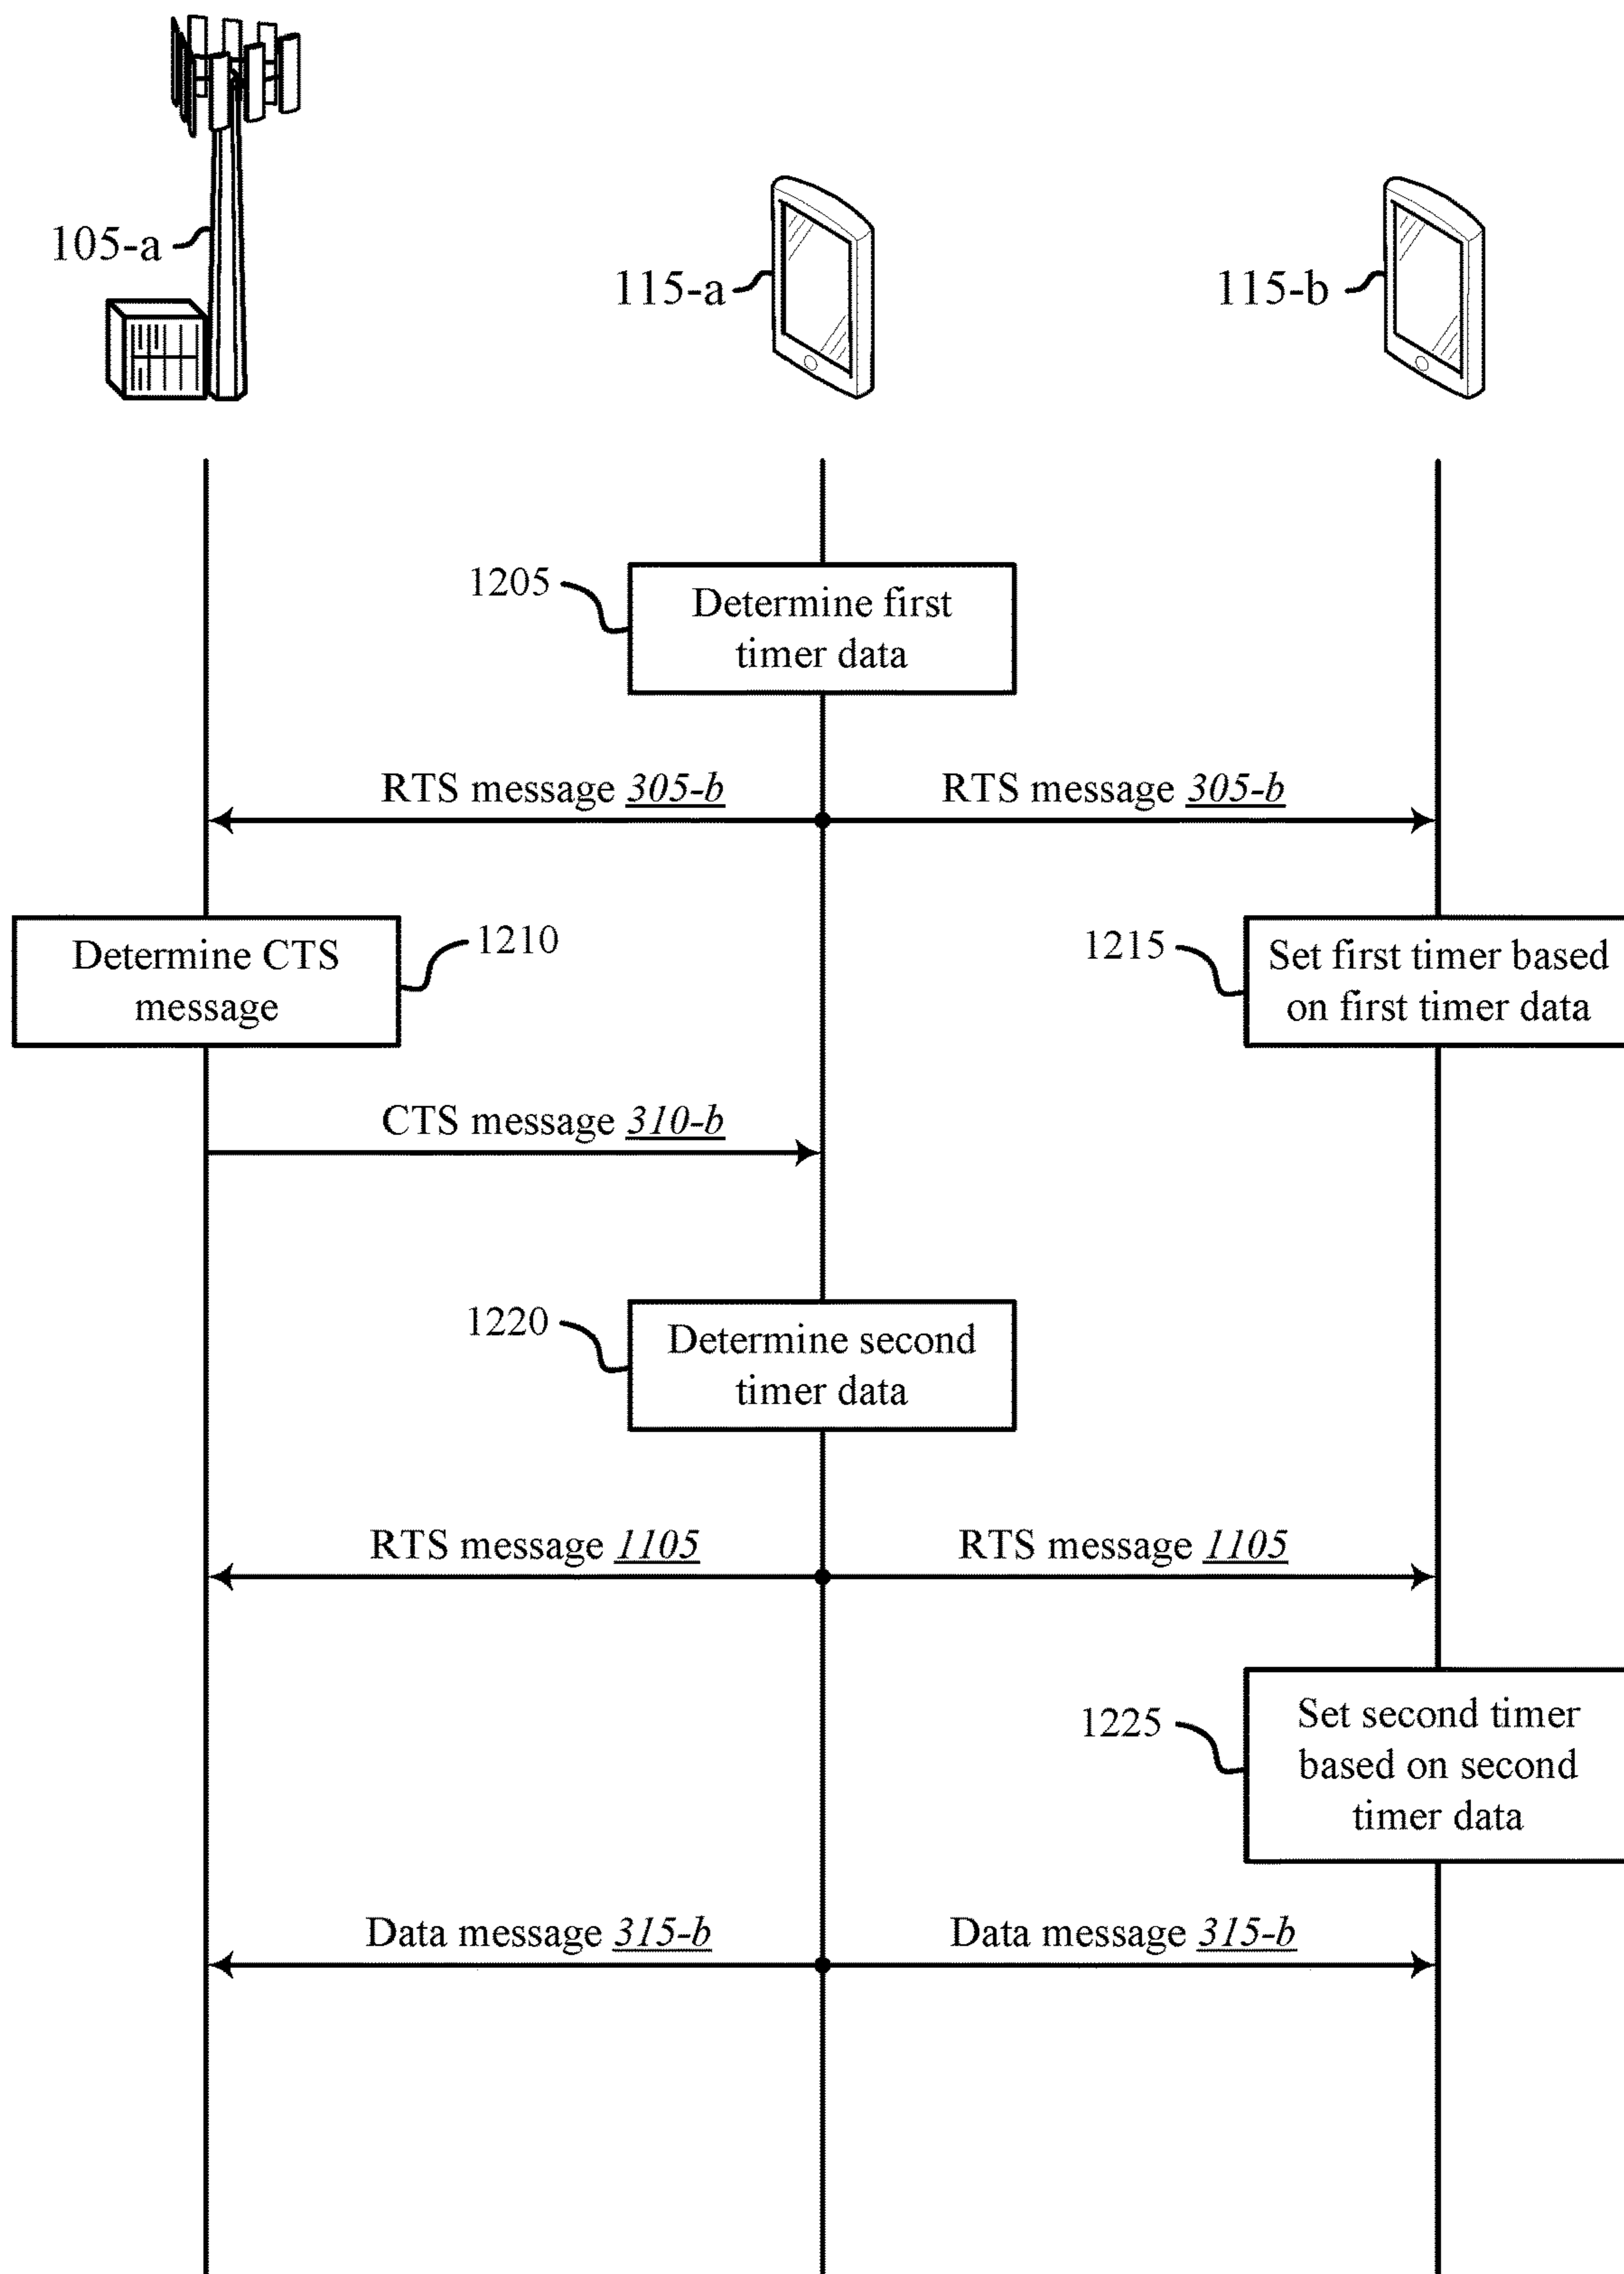 105-a
115-a
115-b
1205
Determine first
timer data
RTS message 305-b
RTS message 305-b
Determine CTS
message
1210
1215
Set first timer based
on first timer data
CTS message 310-b
1220
Determine second
timer data
RTS message 1105
RTS message 1105
1225
Set second timer
based on second
timer data
Data message 315-b
Data message 315-b